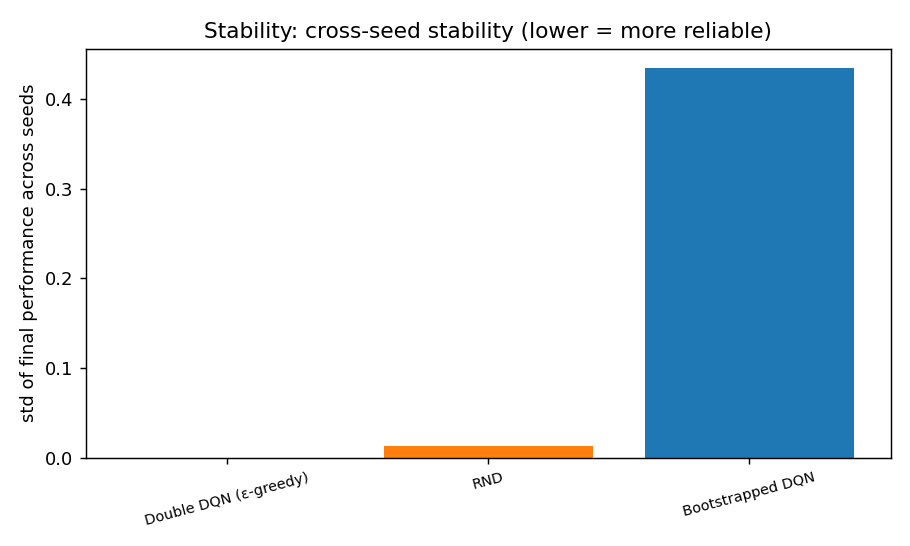 Stability: cross-seed stability (lower = more reliable)
std of final performance across seeds
0.4
0.3
0.2
0.1
0.0
Double DQN (ε-greedy)
RND
Bootstrapped DQN